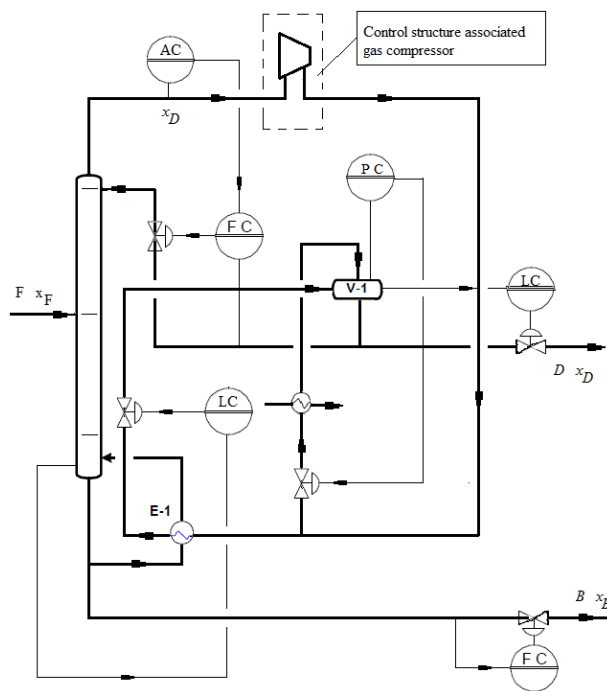 AC
Control structure associated
gas compressor
x_D
P C
F C
F x_F
V-1
LC
D x_D
LC
E-1
B x_B
F C